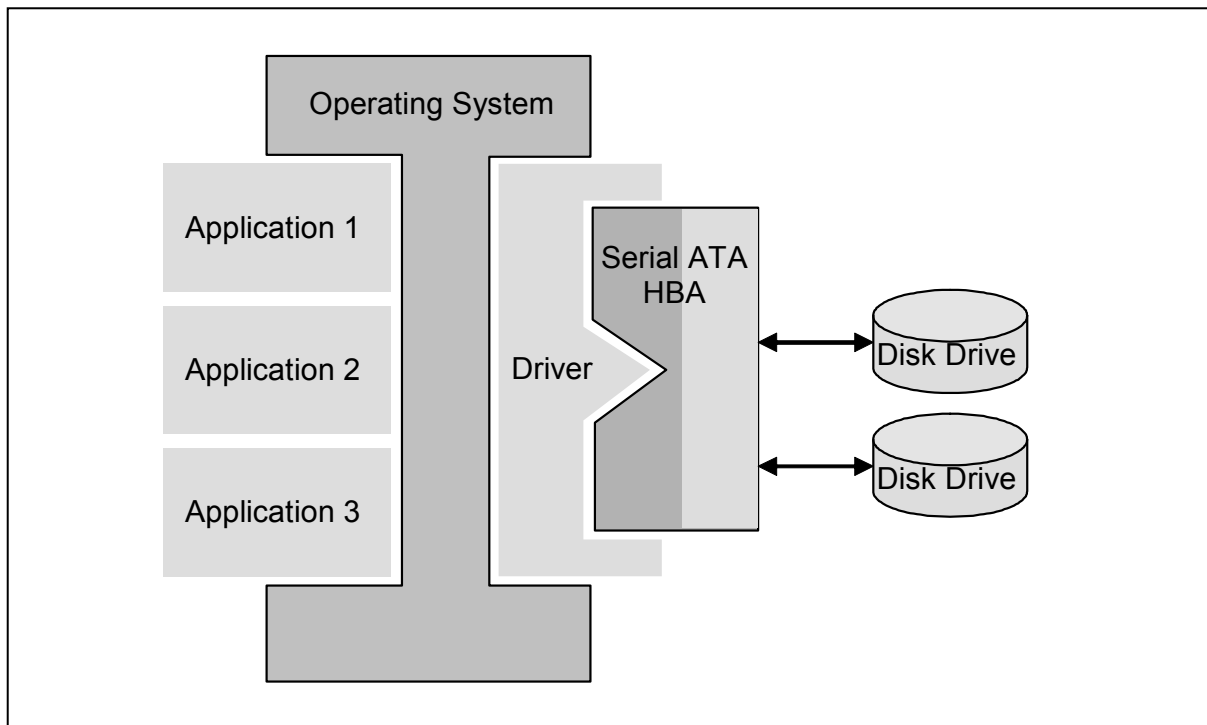 Operating System
Application 1
Application 2
Application 3
Driver
Serial ATA
HBA
Disk Drive
Disk Drive